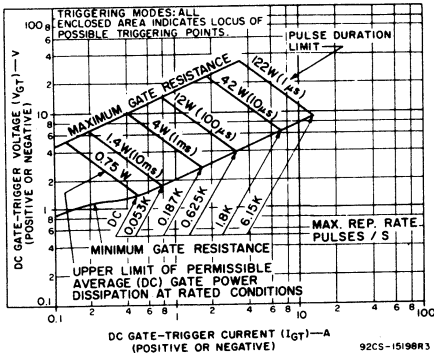 TRIGGERING MODES: ALL
ENCLOSED AREA INDICATES LOCUS OF
POSSIBLE TRIGGERING POINTS.
PULSE DURATION
LIMIT
122W (1μs)
42W (10μs)
12W (100μs)
4W (1ms)
1.4W (10ms)
0.75 W
MAXIMUM GATE RESISTANCE
DC GATE-TRIGGER VOLTAGE (VGT)—V
(POSITIVE OR NEGATIVE)
100
8
6
4
2
10
8
6
4
2
1
8
6
4
2
0.1
DC
0.053K
0.187K
0.625K
1.8K
6.15K
MAX. REP. RATE
PULSES / S
MINIMUM GATE RESISTANCE
UPPER LIMIT OF PERMISSIBLE
AVERAGE (DC) GATE POWER
DISSIPATION AT RATED CONDITIONS
0.1 2 4 6 8 1 2 4 6 8 10 2 4 6 8 100
DC GATE-TRIGGER CURRENT (IGT)—A
(POSITIVE OR NEGATIVE)
92CS-15198R3